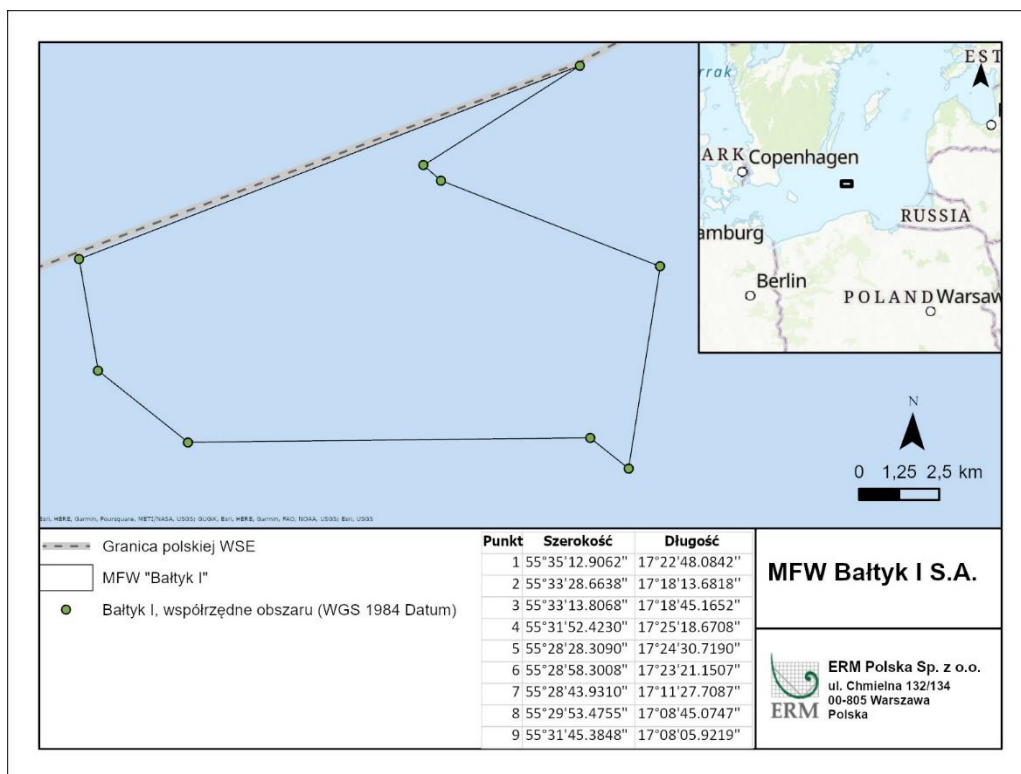 EST
rrak
ARK
Copenhagen
RUSSIA
amburg
Berlin
POLAND
Warsaw
N
0 1,25 2,5 km
Esri, HERE, Garmin, Foursquare, METI/NASA, USGS; GUGiK, Esri, HERE, Garmin, FAO, NOAA, USGS; Esri, USGS
Granica polskiej WSE
MFW "Bałtyk I"
Bałtyk I, współrzędne obszaru (WGS 1984 Datum)
Punkt Szerokość Długość
1 55°35'12.9062" 17°22'48.0842''
2 55°33'28.6638" 17°18'13.6818"
3 55°33'13.8068" 17°18'45.1652"
4 55°31'52.4230" 17°25'18.6708"
5 55°28'28.3090" 17°24'30.7190"
6 55°28'58.3008" 17°23'21.1507"
7 55°28'43.9310" 17°11'27.7087"
8 55°29'53.4755" 17°08'45.0747"
9 55°31'45.3848" 17°08'05.9219"
MFW Bałtyk I S.A.
ERM
ERM Polska Sp. z o.o.
ul. Chmielna 132/134
00-805 Warszawa
Polska